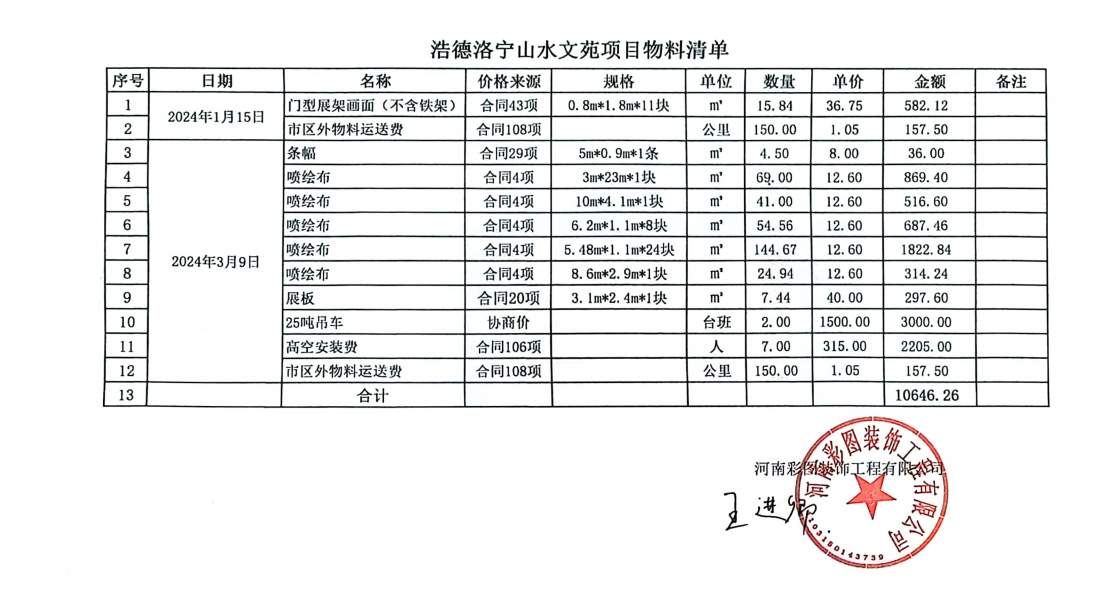 浩德洛宁山水文苑项目物料清单
序号 日期 名称 价格来源 规格 单位 数量 单价 金额 备注
1 2024年1月15日 门型展架画面（不含铁架） 合同43项 0.8m*1.8m*11块 ㎡ 15.84 36.75 582.12
2 市区外物料运送费 合同108项 公里 150.00 1.05 157.50
3 2024年3月9日 条幅 合同29项 5m*0.9m*1条 ㎡ 4.50 8.00 36.00
4 喷绘布 合同4项 3m*23m*1块 ㎡ 69.00 12.60 869.40
5 喷绘布 合同4项 10m*4.1m*1块 ㎡ 41.00 12.60 516.60
6 喷绘布 合同4项 6.2m*1.1m*8块 ㎡ 54.56 12.60 687.46
7 喷绘布 合同4项 5.48m*1.1m*24块 ㎡ 144.67 12.60 1822.84
8 喷绘布 合同4项 8.6m*2.9m*1块 ㎡ 24.94 12.60 314.24
9 展板 合同20项 3.1m*2.4m*1块 ㎡ 7.44 40.00 297.60
10 25吨吊车 协商价 台班 2.00 1500.00 3000.00
11 高空安装费 合同106项 人 7.00 315.00 2205.00
12 市区外物料运送费 合同108项 公里 150.00 1.05 157.50
13 合计 10646.26
河南彩图装饰工程有限公司
王进
河南彩图装饰工程有限公司